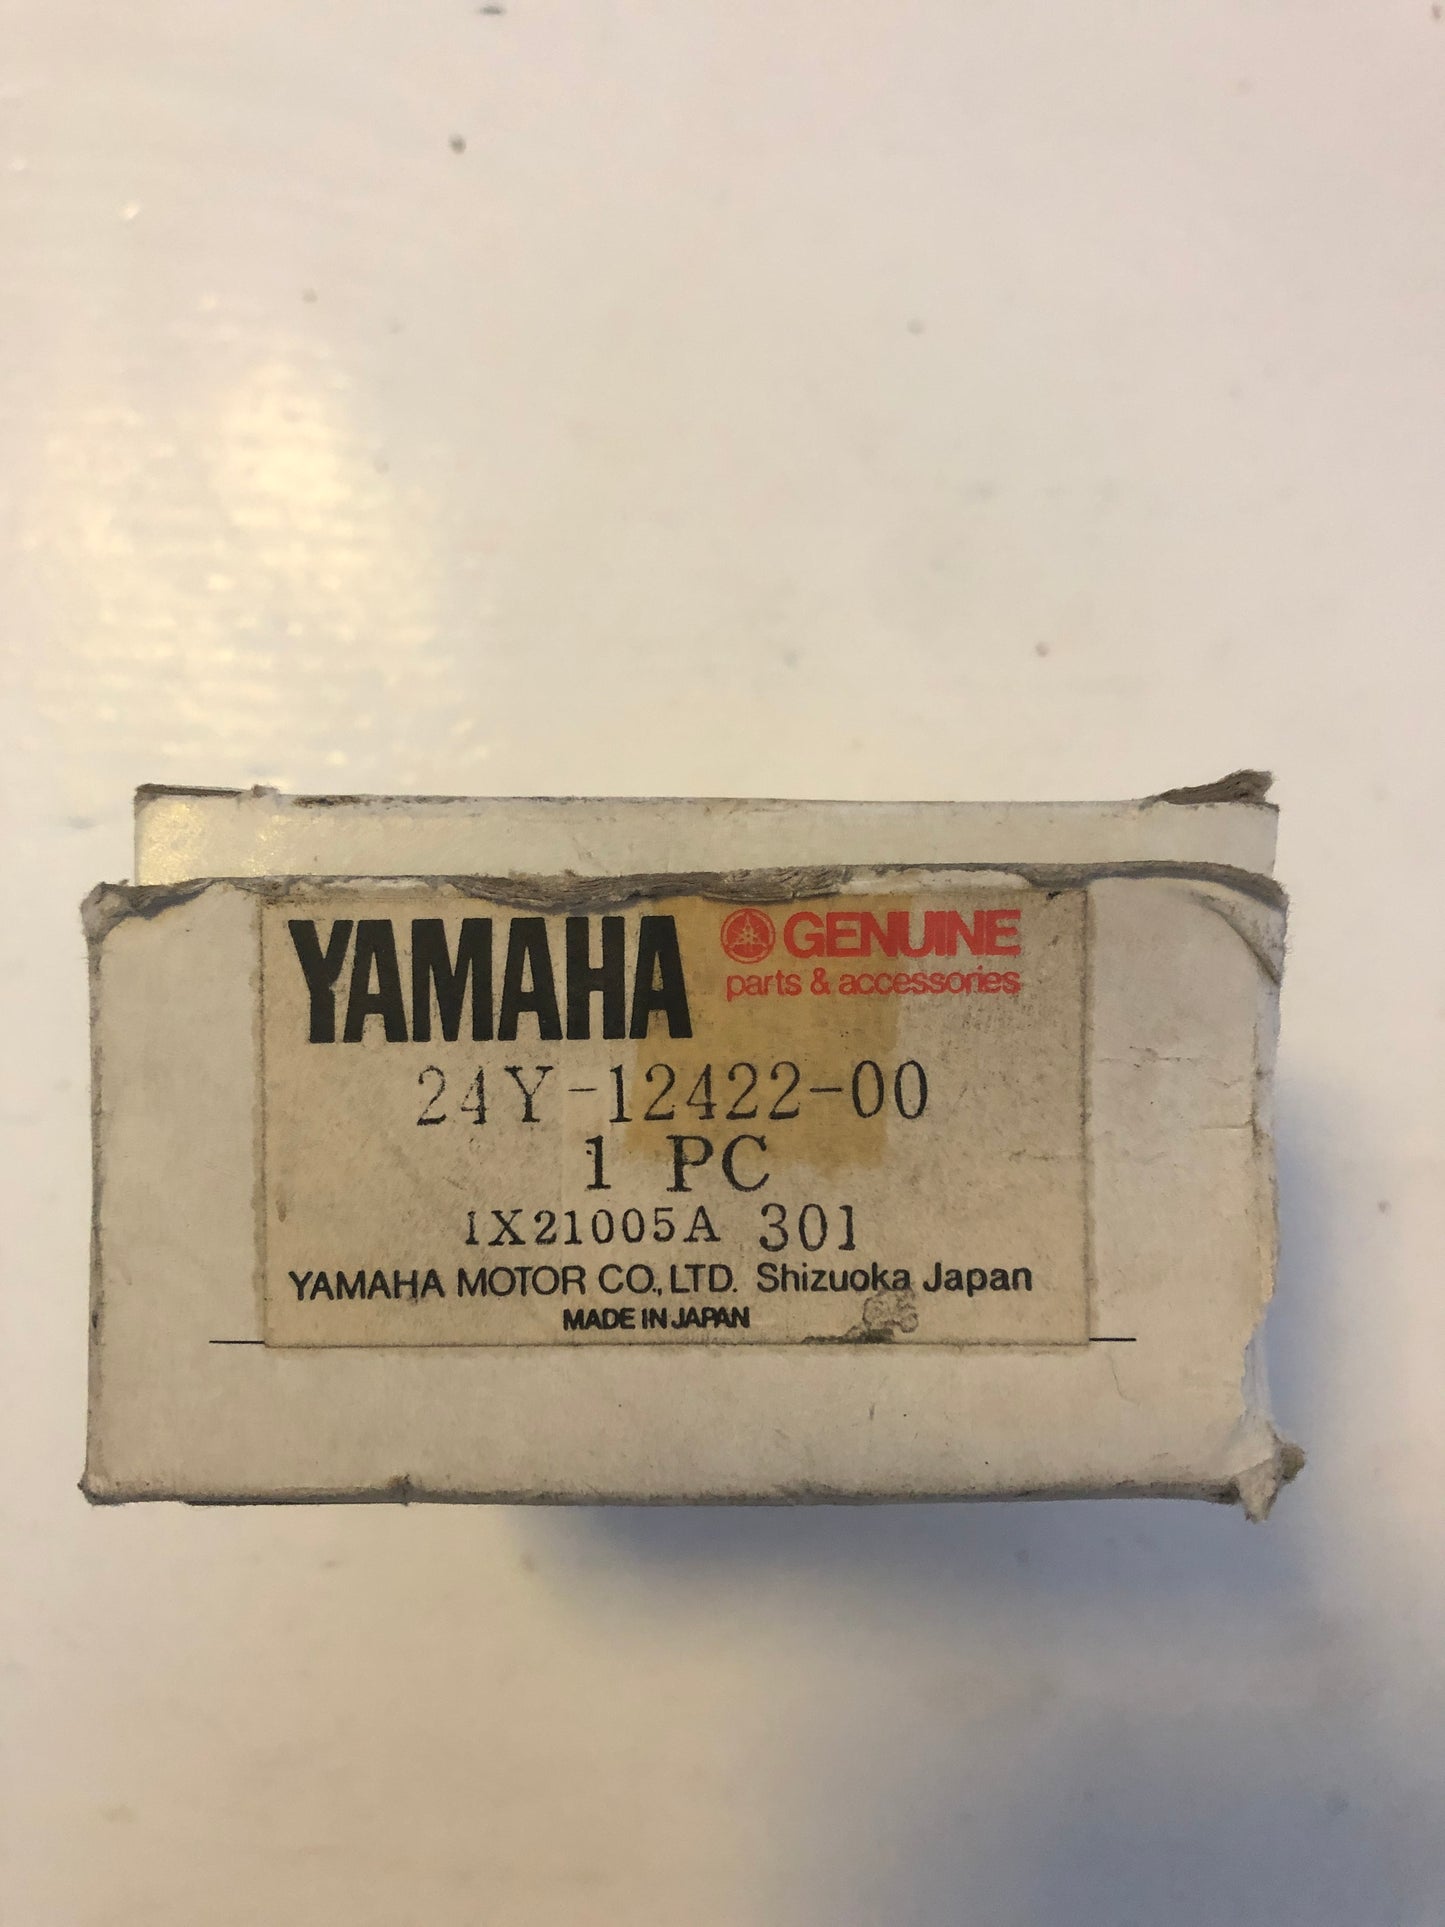 YAMAHA GENUINE
parts & accessories
24Y-12422-00
1 PC
1X21005A 301
YAMAHA MOTOR CO., LTD. Shizuoka Japan
MADE IN JAPAN